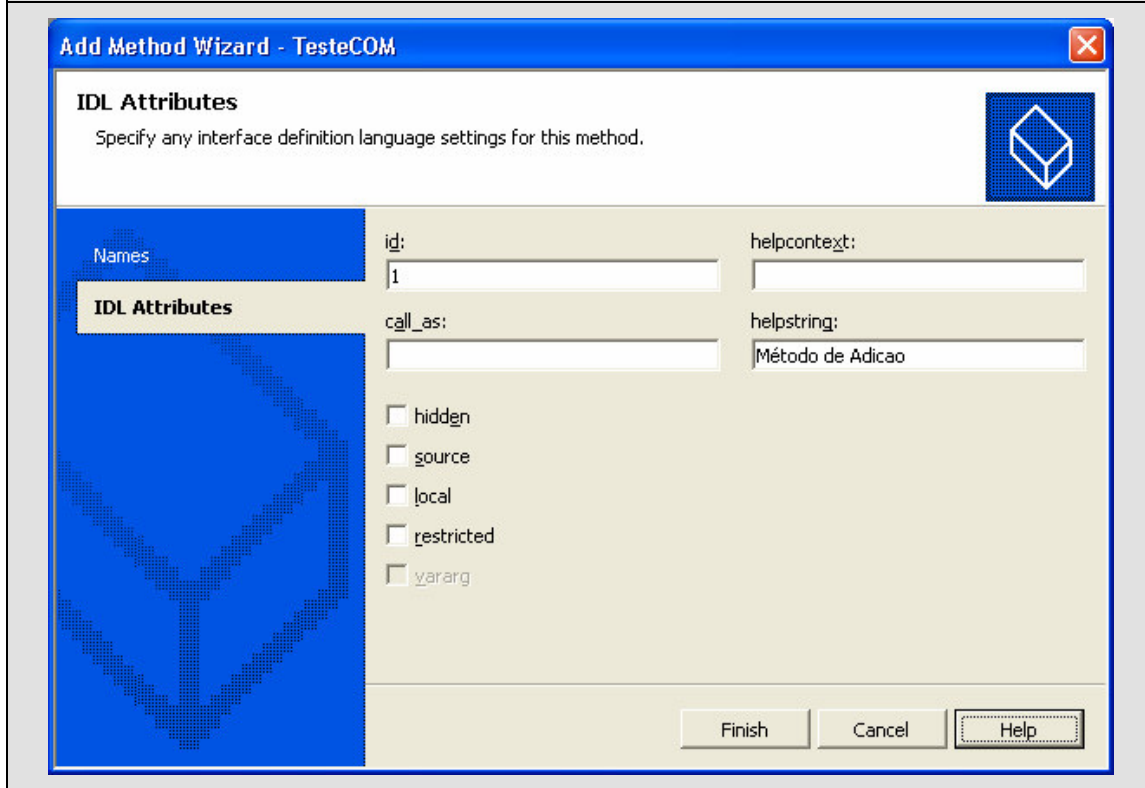 Add Method Wizard - TesteCOM
IDL Attributes
Specify any interface definition language settings for this method.
Names
IDL Attributes
id:
1
helpcontext:
call_as:
helpstring:
Método de Adicao
hidden
source
local
restricted
vararg
Finish
Cancel
Help